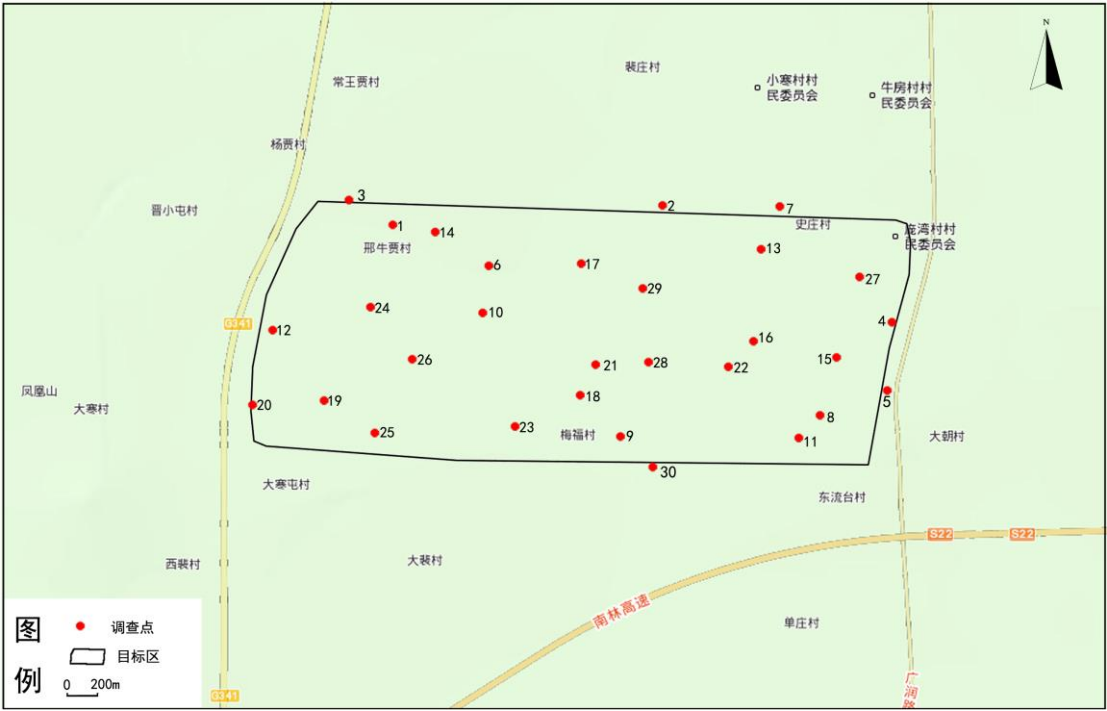 N
裴庄村
常王贾村
小寒村村
民委员会
牛房村村
民委员会
杨贾村
晋小屯村
3
2
7
1
14
史庄村
庞湾村村
民委员会
邢牛贾村
13
6
17
27
29
24
10
4
G341
12
16
15
26
21
28
22
凤凰山
大寒村
20
19
18
5
8
25
23
梅福村
9
11
大朝村
30
大寒屯村
东流台村
S22
S22
西裴村
大裴村
南林高速
单庄村
图
例
调查点
目标区
0 200m
G341
广润路